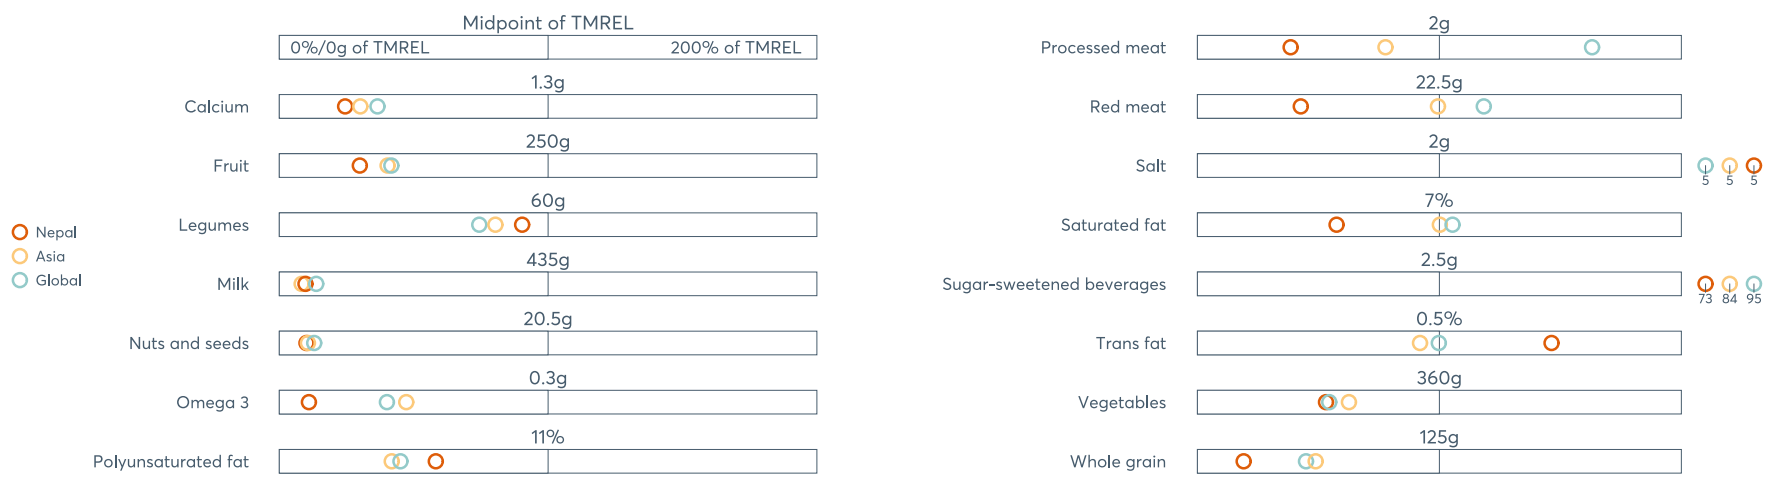 Midpoint of TMREL
0%/0g of TMREL 200% of TMREL
1.3g
Calcium
250g
Fruit
60g
Legumes
435g
Milk
20.5g
Nuts and seeds
0.3g
Omega 3
11%
Polyunsaturated fat
Nepal
Asia
Global
2g
Processed meat
22.5g
Red meat
2g
Salt
5 5 5
7%
Saturated fat
2.5g
Sugar-sweetened beverages
73 84 95
0.5%
Trans fat
360g
Vegetables
125g
Whole grain